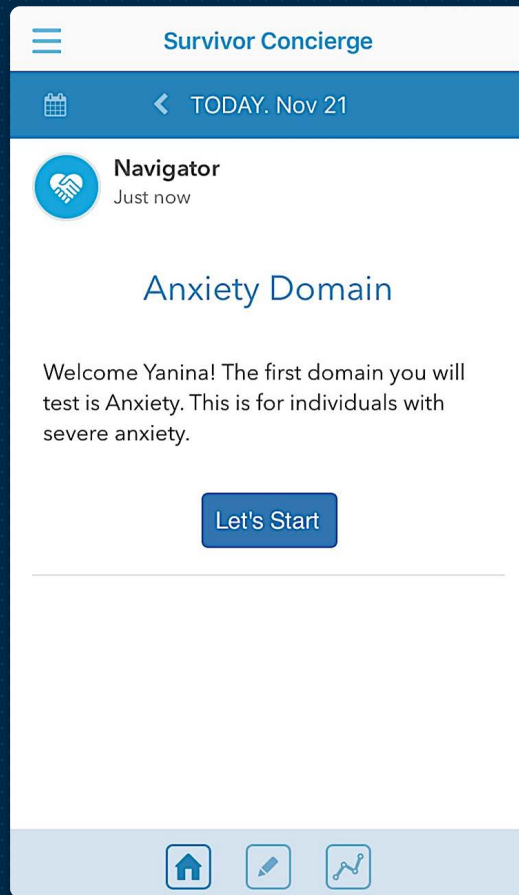 Survivor Concierge
TODAY. Nov 21
Navigator
Just now
Anxiety Domain
Welcome Yanina! The first domain you will
test is Anxiety. This is for individuals with
severe anxiety.
Let's Start